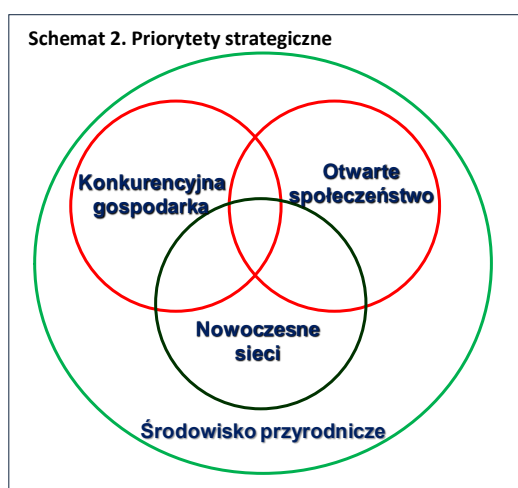 Schemat 2. Priorytety strategiczne
Konkurencyjna
gospodarka
Otwarte
społeczeństwo
Nowoczesne
sieci
Środowisko przyrodnicze